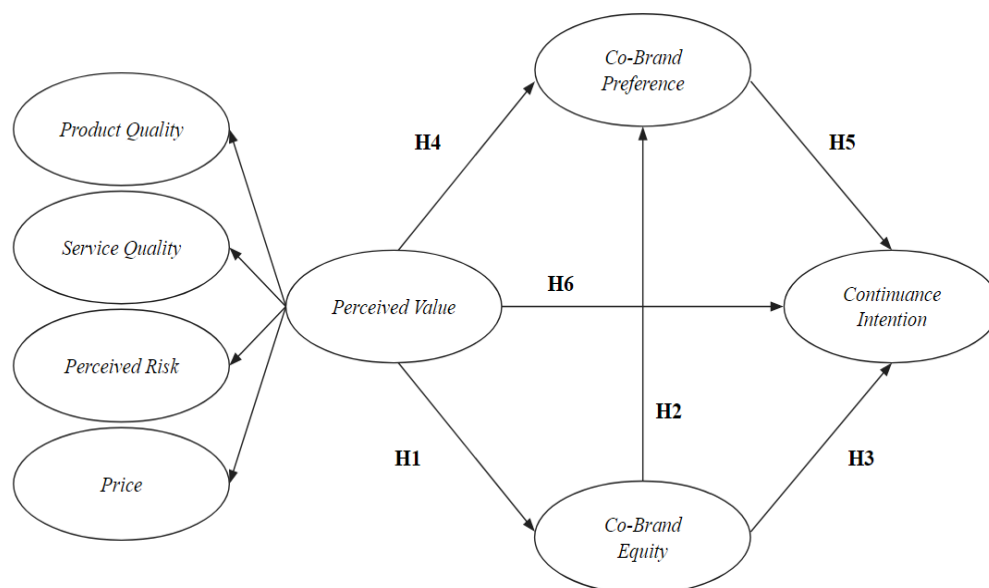 Co-Brand
Preference
Product Quality
H4
H5
Service Quality
H6
Perceived Value
Continuance
Intention
Perceived Risk
H2
H1
H3
Price
Co-Brand
Equity